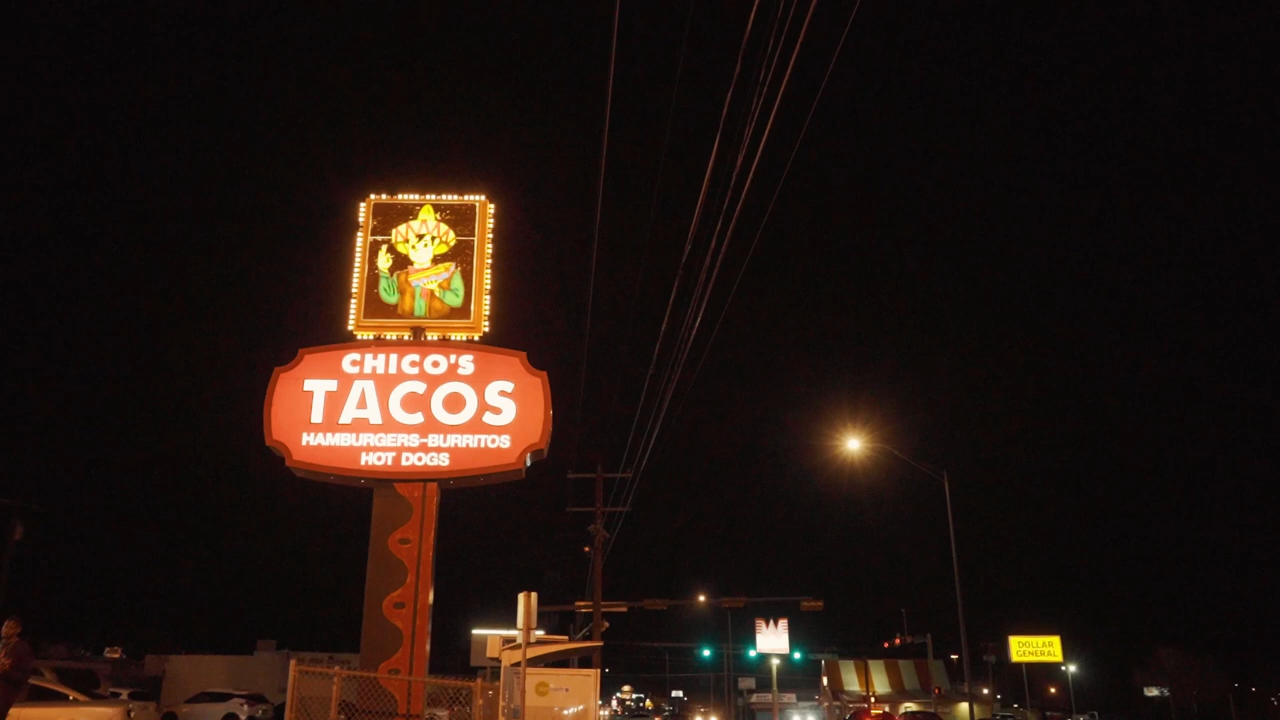 CHICO'S
TACOS
HAMBURGERS-BURRITOS
HOT DOGS
DOLLAR
GENERAL